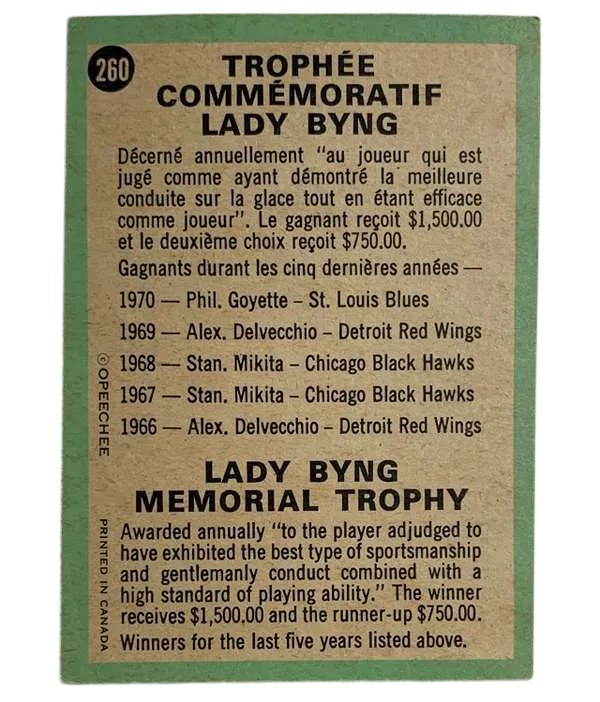 260
TROPHÉE
COMMÉMORATIF
LADY BYNG
Décerné annuellement "au joueur qui est
jugé comme ayant démontré la meilleure
conduite sur la glace tout en étant efficace
comme joueur". Le gagnant reçoit $1,500.00
et le deuxième choix reçoit $750.00.
Gagnants durant les cinq dernières années —
1970 — Phil. Goyette – St. Louis Blues
1969 — Alex. Delvecchio – Detroit Red Wings
1968 — Stan. Mikita – Chicago Black Hawks
1967 — Stan. Mikita – Chicago Black Hawks
1966 — Alex. Delvecchio – Detroit Red Wings
LADY BYNG
MEMORIAL TROPHY
Awarded annually "to the player adjudged to
have exhibited the best type of sportsmanship
and gentlemanly conduct combined with a
high standard of playing ability." The winner
receives $1,500.00 and the runner-up $750.00.
Winners for the last five years listed above.
© OPEECHEE
PRINTED IN CANADA